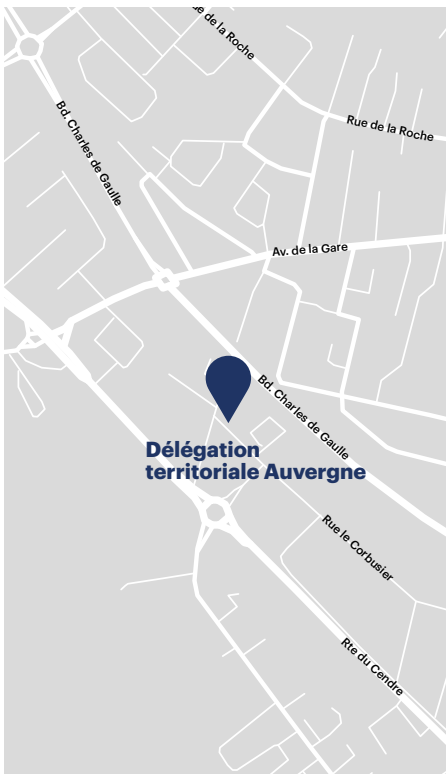 de la Roche
Rue de la Roche
Bd. Charles de Gaulle
Av. de la Gare
Bd. Charles de Gaulle
Délégation
territoriale Auvergne
Rue le Corbusier
Rte du Cendre